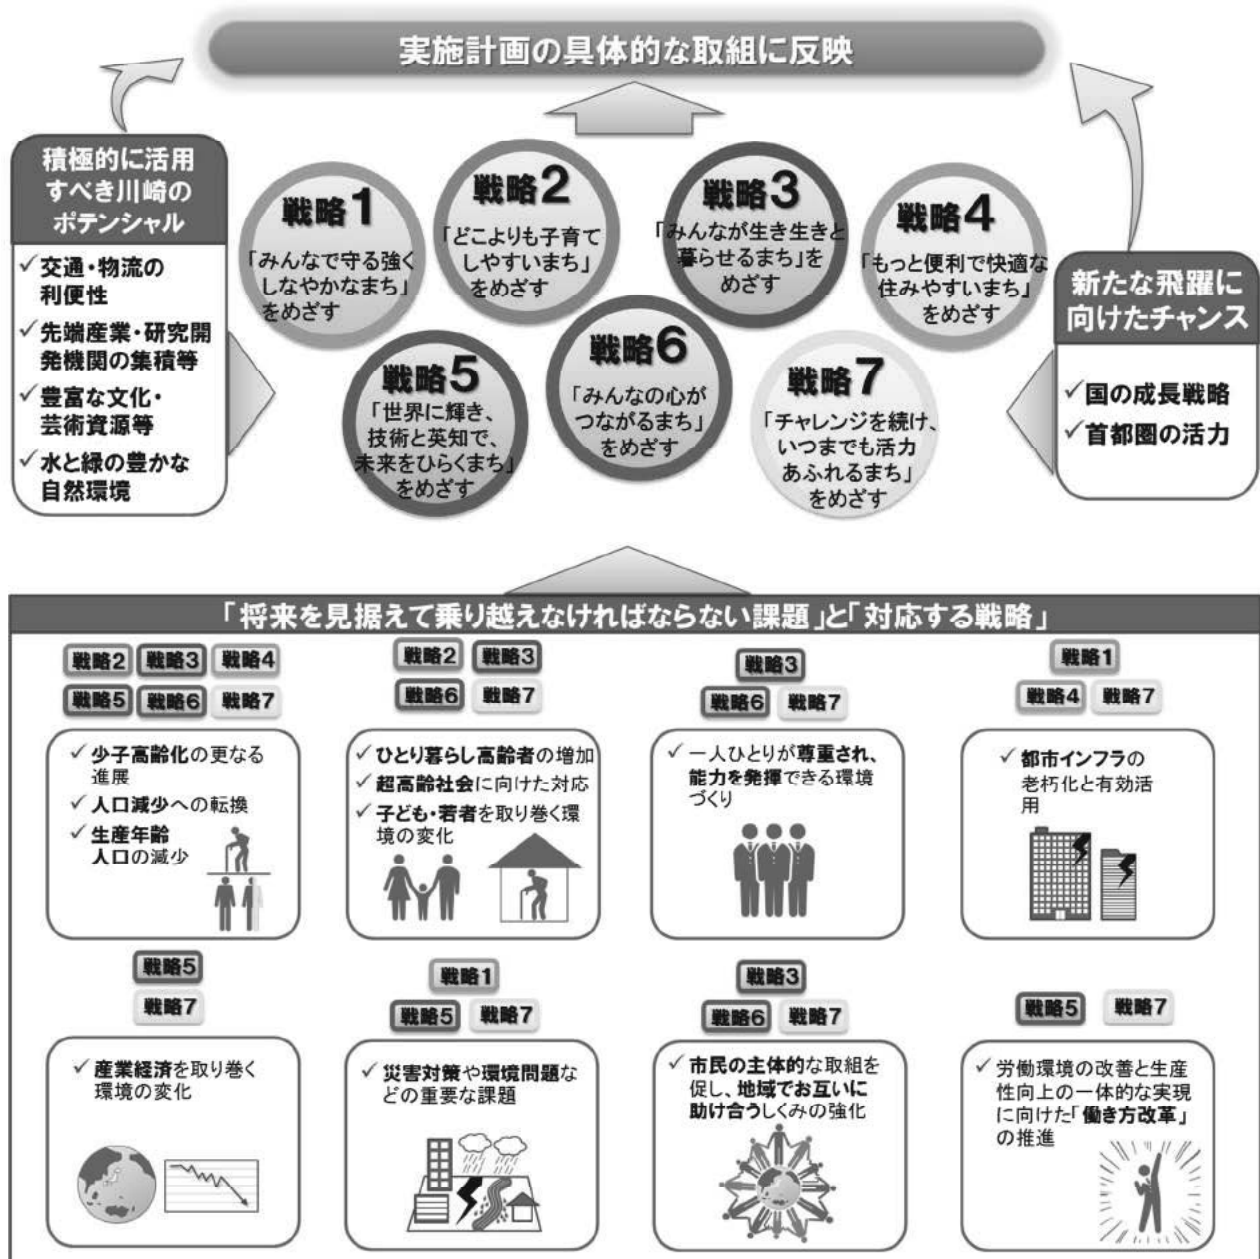 実施計画の具体的な取組に反映
積極的に活用
すべき川崎の
ポテンシャル
✓交通・物流の
利便性
✓先端産業・研究開
発機関の集積等
✓豊富な文化・
芸術資源等
✓水と緑の豊かな
自然環境
戦略1
「みんなで守る強く
しなやかなまち」
をめざす
戦略2
「どこよりも子育て
しやすいまち」
をめざす
戦略3
「みんなが生き生きと
暮らせるまち」を
めざす
戦略4
「もっと便利で快適な
住みやすいまち」
をめざす
戦略5
「世界に輝き、
技術と英知で、
未来をひらくまち」
をめざす
戦略6
「みんなの心が
つながるまち」
をめざす
戦略7
「チャレンジを続け、
いつまでも活力
あふれるまち」
をめざす
新たな飛躍に
向けたチャンス
✓国の成長戦略
✓首都圏の活力
「将来を見据えて乗り越えなければならない課題」と「対応する戦略」
戦略2 戦略3 戦略4
戦略5 戦略6 戦略7
✓少子高齢化の更なる
進展
✓人口減少への転換
✓生産年齢
人口の減少
戦略2 戦略3
戦略6 戦略7
✓ひとり暮らし高齢者の増加
✓超高齢社会に向けた対応
✓子ども・若者を取り巻く環
境の変化
戦略3
戦略6 戦略7
✓一人ひとりが尊重され、
能力を発揮できる環境
づくり
戦略1
戦略4 戦略7
✓都市インフラの
老朽化と有効活
用
戦略5
戦略7
✓産業経済を取り巻く
環境の変化
戦略1
戦略5 戦略7
✓災害対策や環境問題な
どの重要な課題
戦略3
戦略6 戦略7
✓市民の主体的な取組を
促し、地域でお互いに
助け合うしくみの強化
戦略5 戦略7
✓労働環境の改善と生産
性向上の一体的な実現
に向けた「働き方改革」
の推進